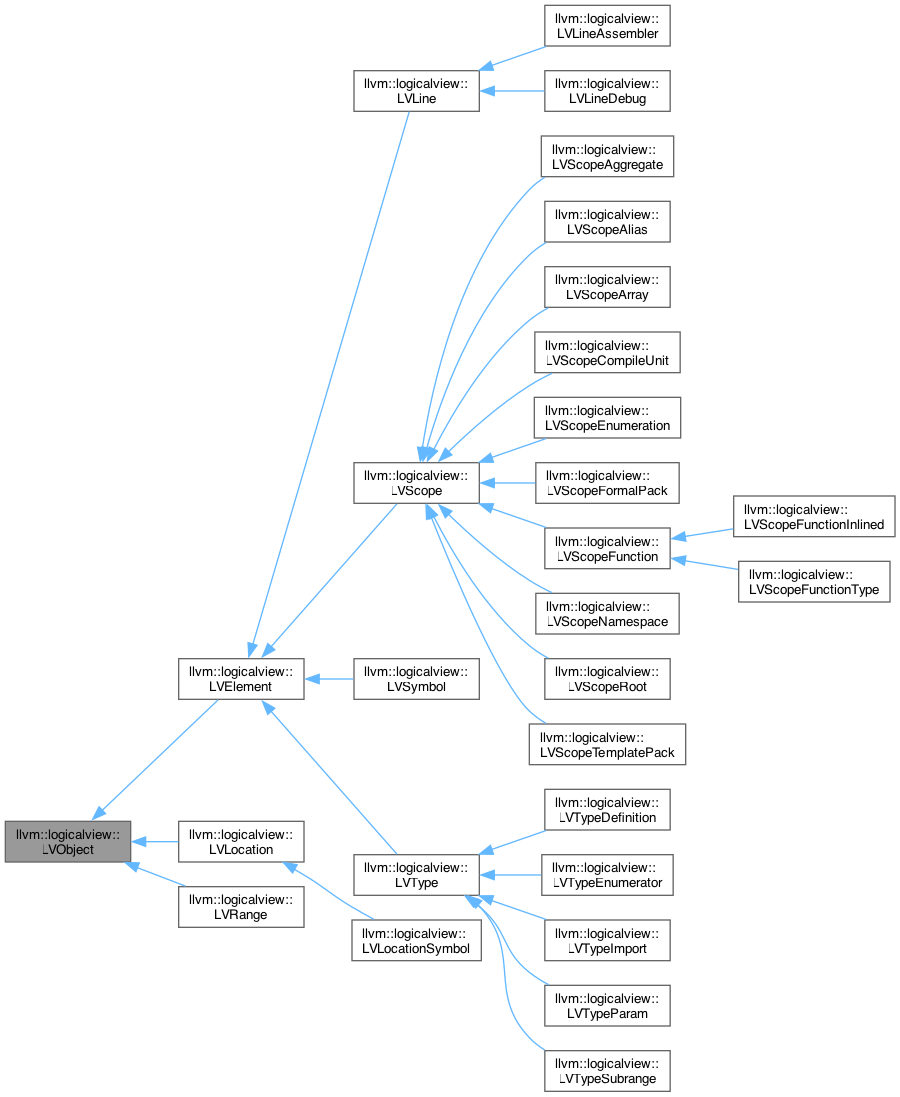 llvm::logicalview::
LVLineAssembler
llvm::logicalview::
LVLine
llvm::logicalview::
LVLineDebug
llvm::logicalview::
LVScopeAggregate
llvm::logicalview::
LVScopeAlias
llvm::logicalview::
LVScopeArray
llvm::logicalview::
LVScopeCompileUnit
llvm::logicalview::
LVScopeEnumeration
llvm::logicalview::
LVScope
llvm::logicalview::
LVScopeFormalPack
llvm::logicalview::
LVScopeFunctionInlined
llvm::logicalview::
LVScopeFunction
llvm::logicalview::
LVScopeFunctionType
llvm::logicalview::
LVScopeNamespace
llvm::logicalview::
LVElement
llvm::logicalview::
LVSymbol
llvm::logicalview::
LVScopeRoot
llvm::logicalview::
LVScopeTemplatePack
llvm::logicalview::
LVTypeDefinition
llvm::logicalview::
LVObject
llvm::logicalview::
LVLocation
llvm::logicalview::
LVType
llvm::logicalview::
LVTypeEnumerator
llvm::logicalview::
LVRange
llvm::logicalview::
LVLocationSymbol
llvm::logicalview::
LVTypeImport
llvm::logicalview::
LVTypeParam
llvm::logicalview::
LVTypeSubrange